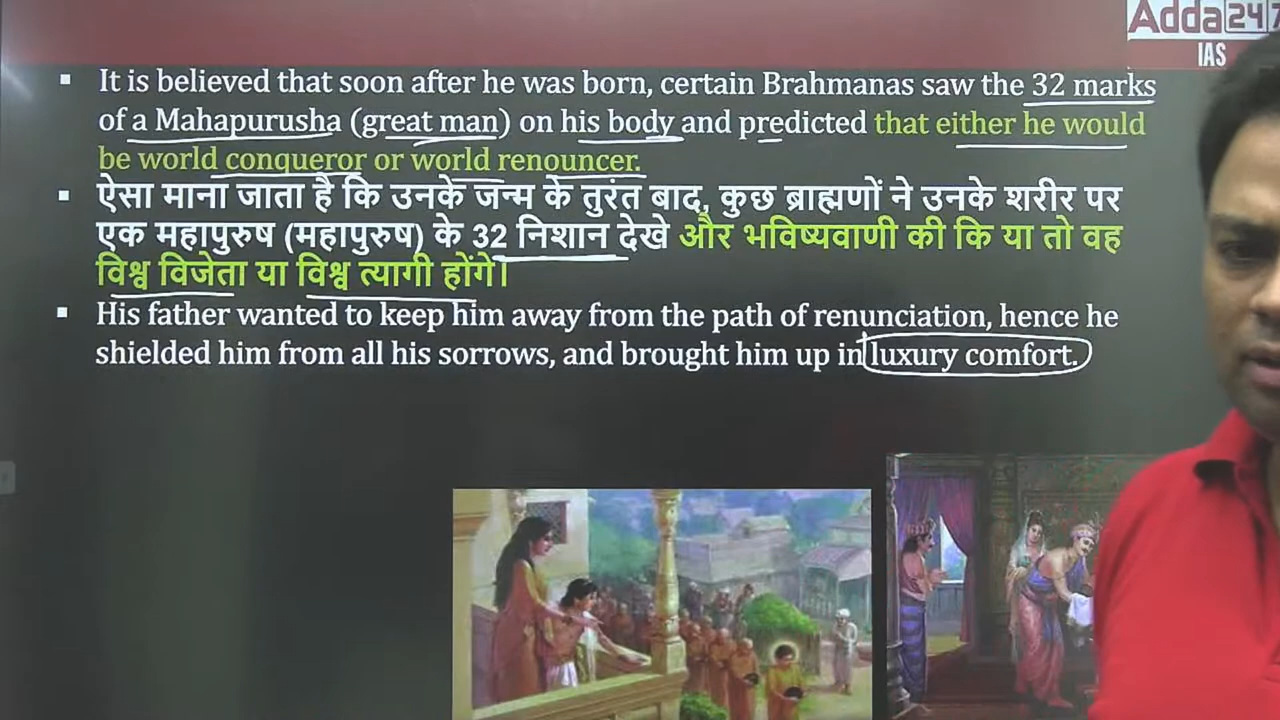 Adda247
IAS
▪ It is believed that soon after he was born, certain Brahmanas saw the 32 marks
of a Mahapurusha (great man) on his body and predicted that either he would
be world conqueror or world renouncer.
▪ ऐसा माना जाता है कि उनके जन्म के तुरंत बाद, कुछ ब्राह्मणों ने उनके शरीर पर
एक महापुरुष (महापुरुष) के 32 निशान देखे और भविष्यवाणी की कि या तो वह
विश्व विजेता या विश्व त्यागी होंगे।
▪ His father wanted to keep him away from the path of renunciation, hence he
shielded him from all his sorrows, and brought him up in luxury comfort.